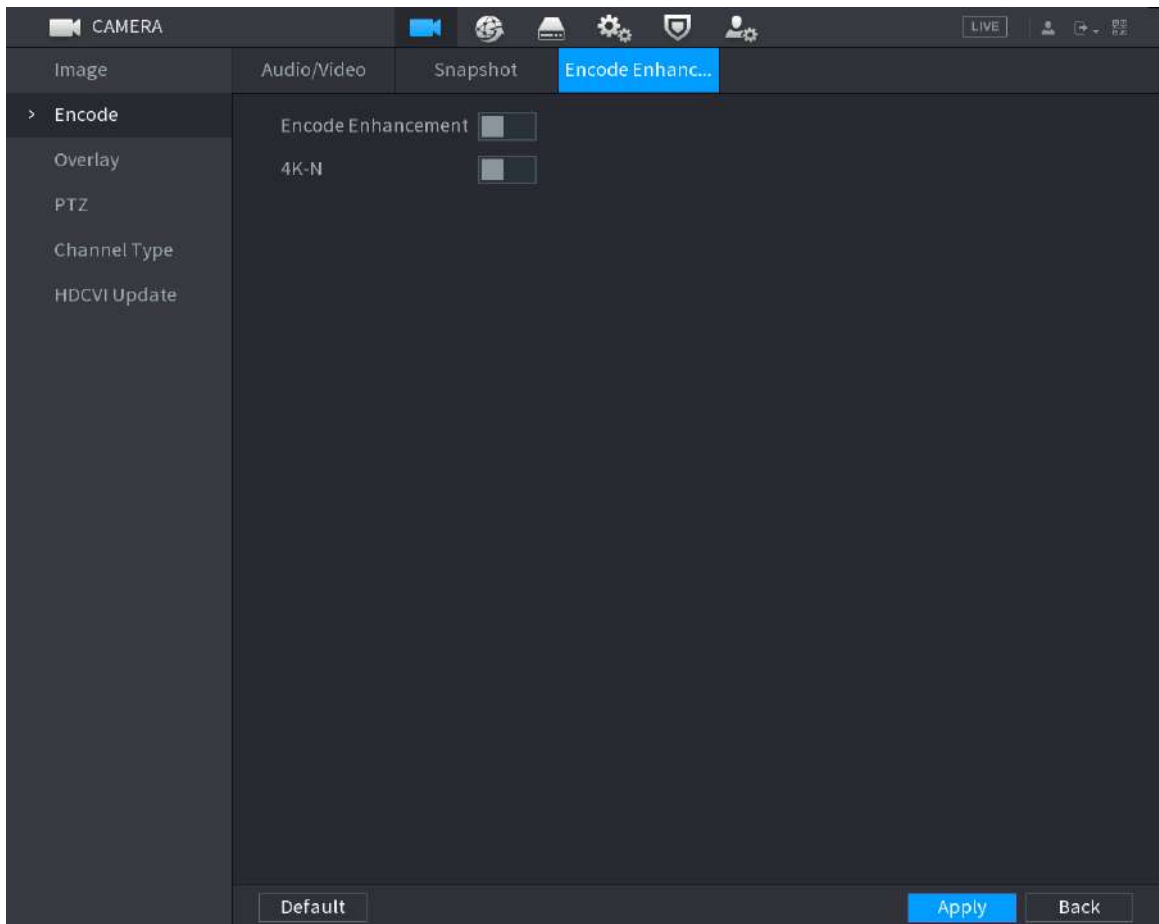 CAMERA
LIVE
Image
Audio/Video
Snapshot
Encode Enhanc...
> Encode
Encode Enhancement
Overlay
4K-N
PTZ
Channel Type
HDCVI Update
Default
Apply
Back